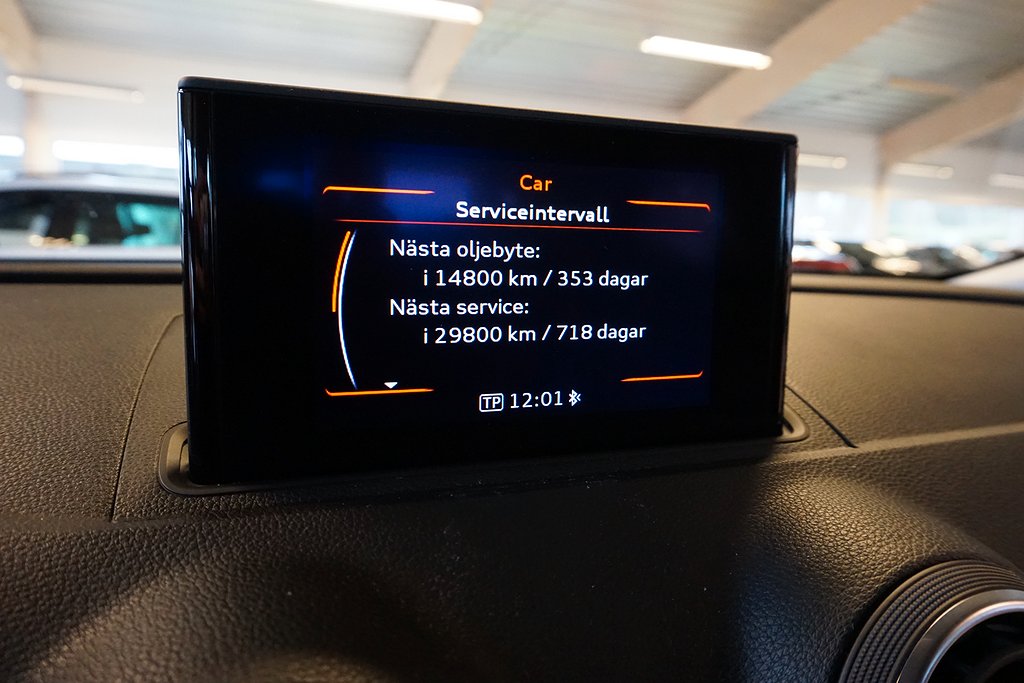 Car
Serviceintervall
Nästa oljebyte:
i 14800 km / 353 dagar
Nästa service:
i 29800 km / 718 dagar
TP 12:01